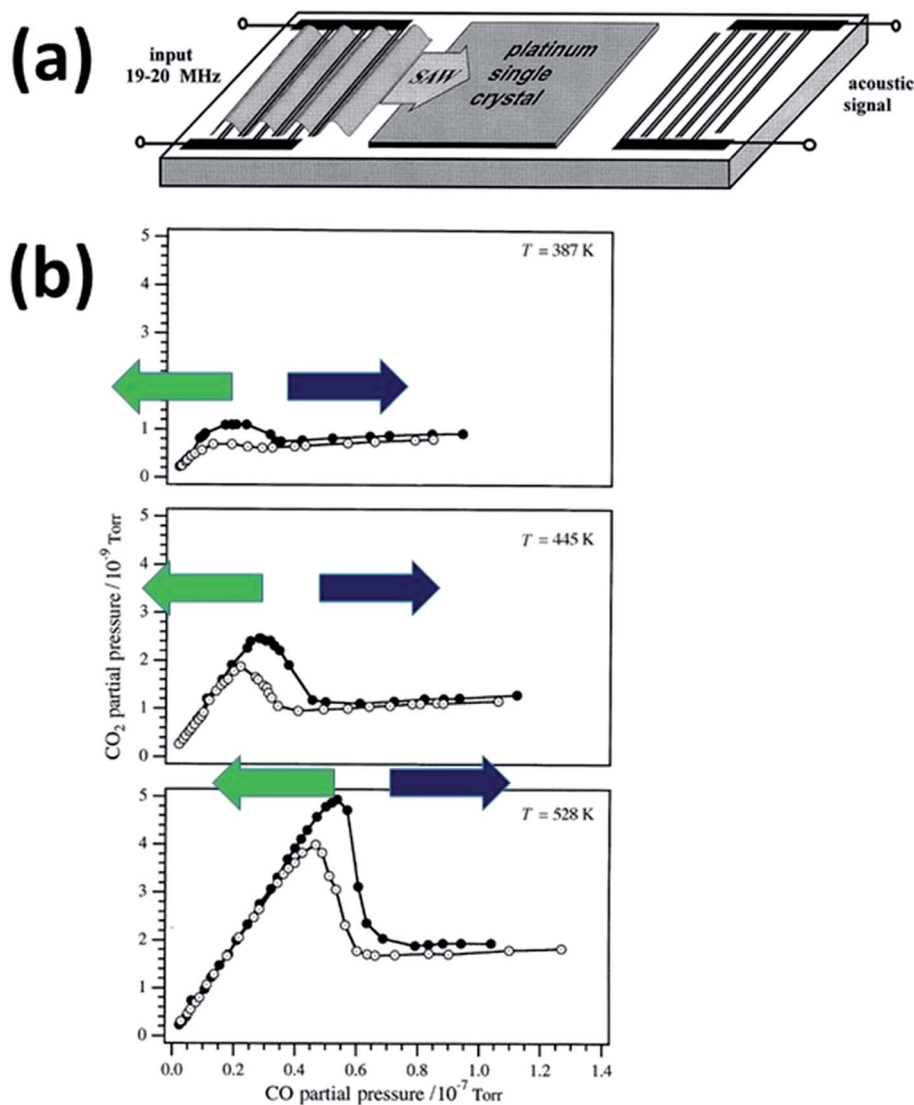 (a)
input
19-20 MHz
SAW
platinum
single
crystal
acoustic
signal
(b)
5
4
3
1
0
T = 387 K
5
4
3
2
1
0
T = 445 K
CO2 partial pressure / 10-9 Torr
5
4
3
2
1
0
T = 528 K
0.0 0.2 0.4 0.6 0.8 1.0 1.2 1.4
CO partial pressure /10-7 Torr